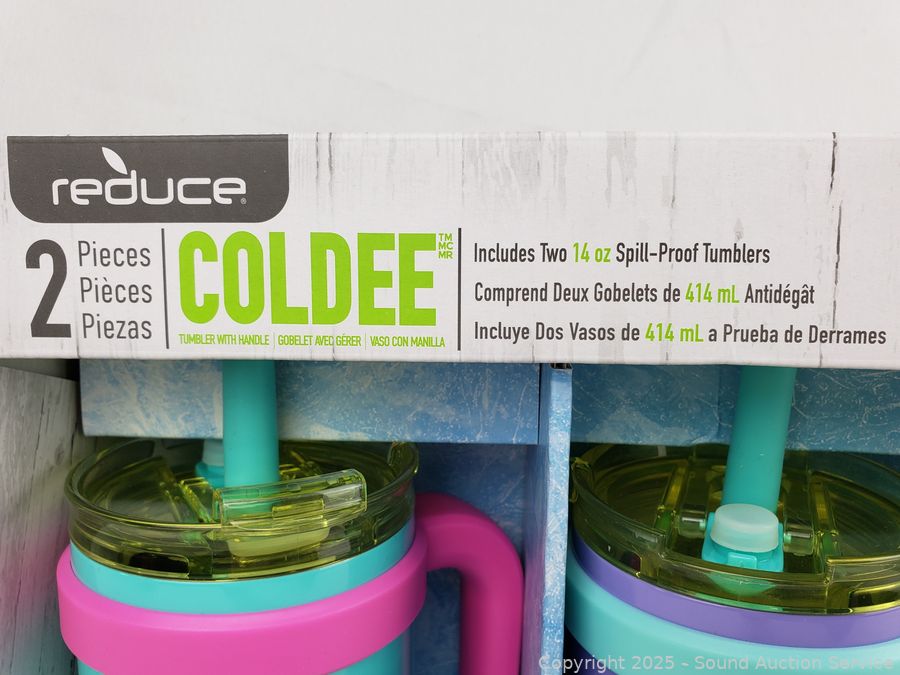 reduce®
2 Pieces
Pièces
Piezas
COLDEE TM MC MR
TUMBLER WITH HANDLE | GOBELET AVEC GÉRER | VASO CON MANILLA
Includes Two 14 oz Spill-Proof Tumblers
Comprend Deux Gobelets de 414 mL Antidégât
Incluye Dos Vasos de 414 mL a Prueba de Derrames
Copyright 2025 - Sound Auction Service